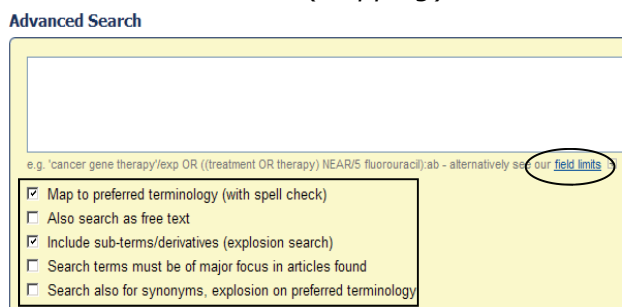 Advanced Search
e.g. 'cancer gene therapy'/exp OR ((treatment OR therapy) NEAR/5 fluorouracil):ab - alternatively see our field limits
Map to preferred terminology (with spell check)
Also search as free text
Include sub-terms/derivatives (explosion search)
Search terms must be of major focus in articles found
Search also for synonyms, explosion on preferred terminology